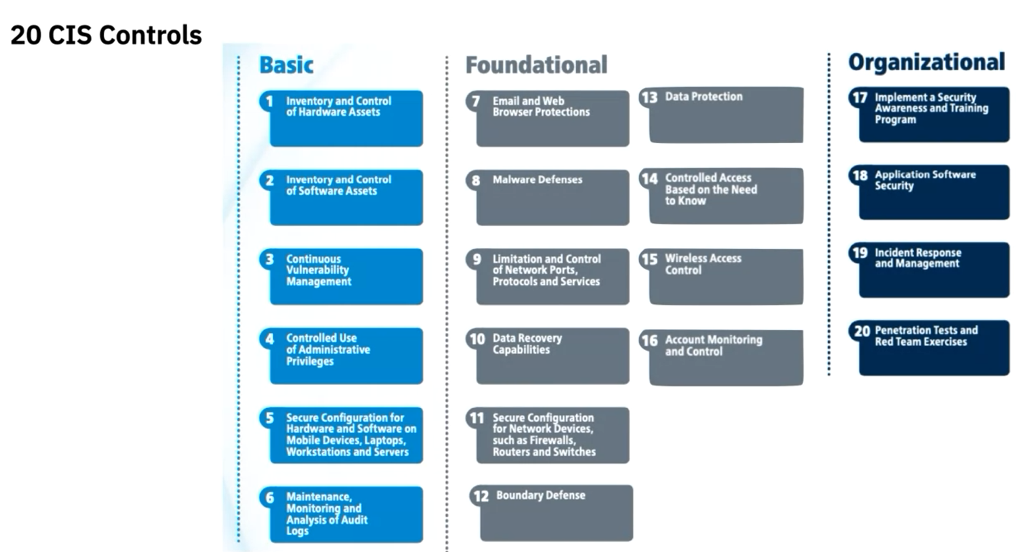 20 CIS Controls
Basic
1 Inventory and Control
of Hardware Assets
2 Inventory and Control
of Software Assets
3 Continuous
Vulnerability
Management
4 Controlled Use
of Administrative
Privileges
5 Secure Configuration for
Hardware and Software on
Mobile Devices, Laptops,
Workstations and Servers
6 Maintenance,
Monitoring and
Analysis of Audit
Logs
Foundational
7 Email and Web
Browser Protections
8 Malware Defenses
9 Limitation and Control
of Network Ports,
Protocols and Services
10 Data Recovery
Capabilities
11 Secure Configuration
for Network Devices,
such as Firewalls,
Routers and Switches
12 Boundary Defense
13 Data Protection
14 Controlled Access
Based on the Need
to Know
15 Wireless Access
Control
16 Account Monitoring
and Control
Organizational
17 Implement a Security
Awareness and Training
Program
18 Application Software
Security
19 Incident Response
and Management
20 Penetration Tests and
Red Team Exercises